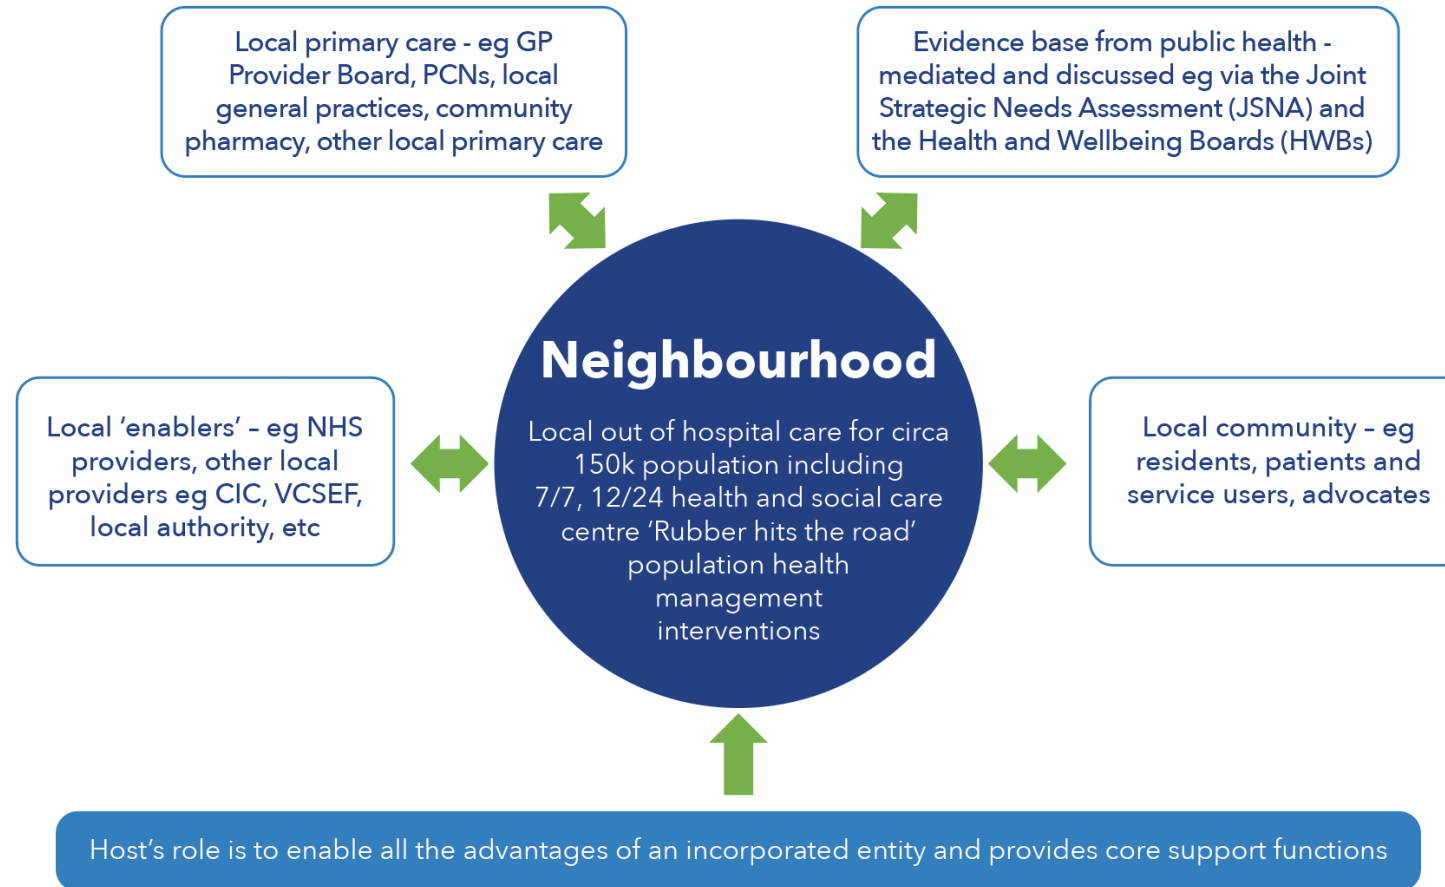 Local primary care - eg GP
Provider Board, PCNs, local
general practices, community
pharmacy, other local primary care
Evidence base from public health -
mediated and discussed eg via the Joint
Strategic Needs Assessment (JSNA) and
the Health and Wellbeing Boards (HWBs)
Neighbourhood
Local out of hospital care for circa
150k population including
7/7, 12/24 health and social care
centre ‘Rubber hits the road’
population health
management
interventions
Local ‘enablers’ – eg NHS
providers, other local
providers eg CIC, VCSEF,
local authority, etc
Local community – eg
residents, patients and
service users, advocates
Host’s role is to enable all the advantages of an incorporated entity and provides core support functions